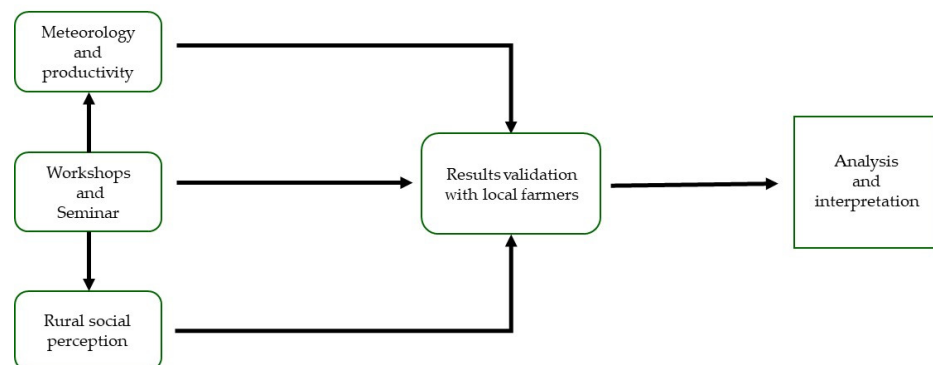 Meteorology
and
productivity
Workshops
and
Seminar
Rural social
perception
Results validation
with local farmers
Analysis
and
interpretation